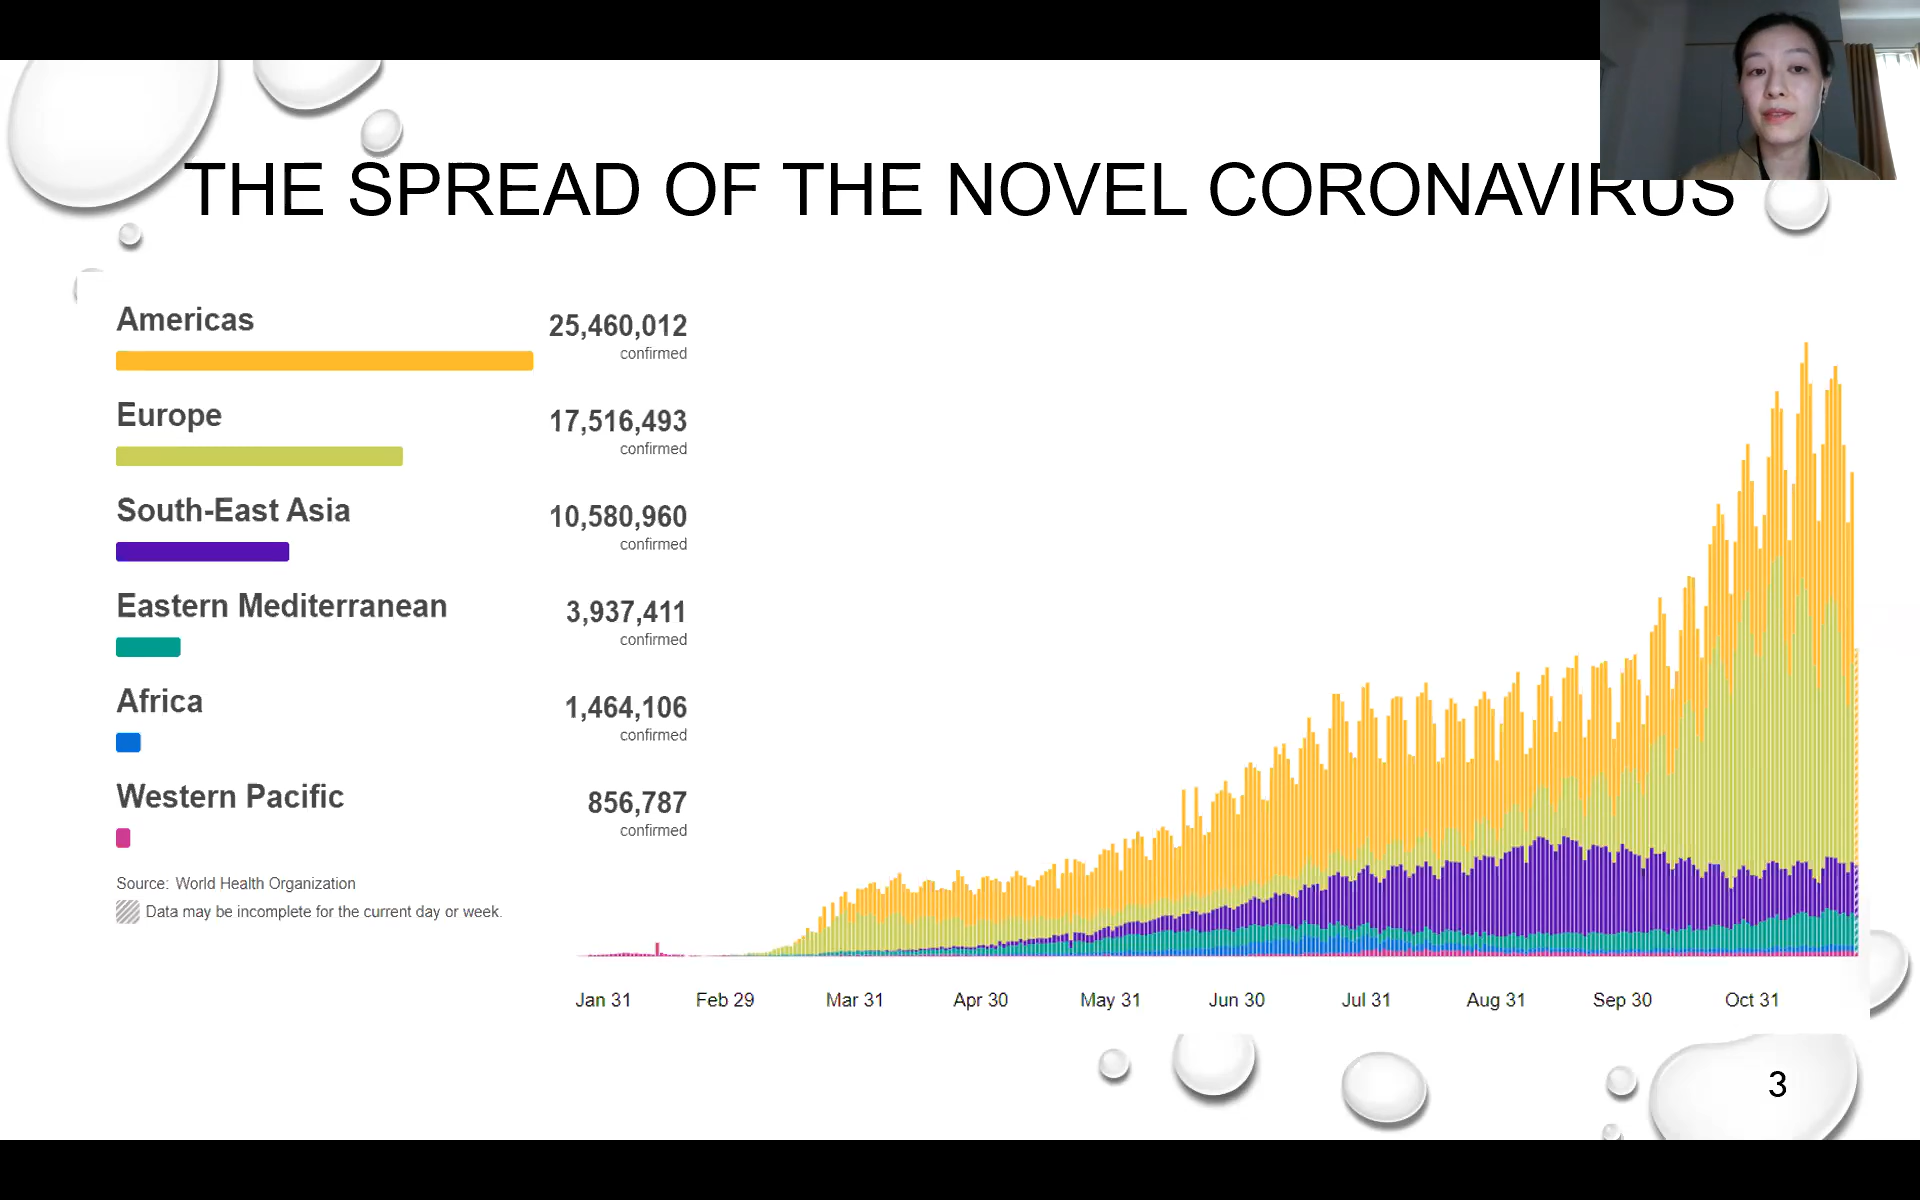 THE SPREAD OF THE NOVEL CORONAVIRUS
Americas
25,460,012
confirmed
Europe
17,516,493
confirmed
South-East Asia
10,580,960
confirmed
Eastern Mediterranean
3,937,411
confirmed
Africa
1,464,106
confirmed
Western Pacific
856,787
confirmed
Source: World Health Organization
Data may be incomplete for the current day or week.
Jan 31 Feb 29 Mar 31 Apr 30 May 31 Jun 30 Jul 31 Aug 31 Sep 30 Oct 31
3